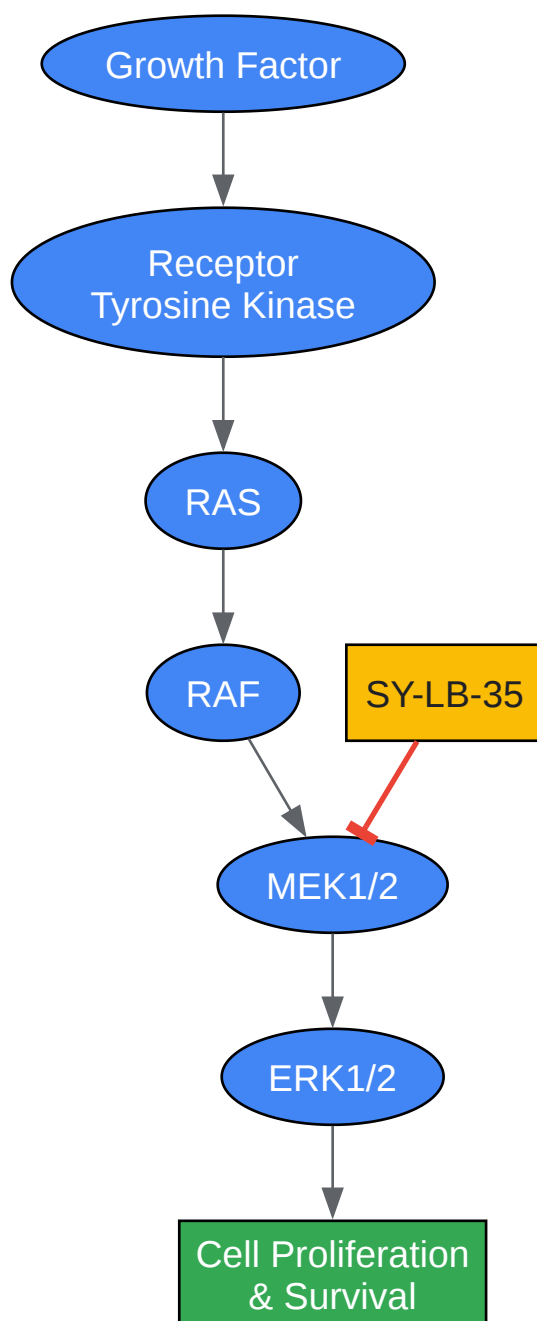 Growth Factor
Receptor
Tyrosine Kinase
RAS
RAF
SY-LB-35
MEK1/2
ERK1/2
Cell Proliferation
& Survival